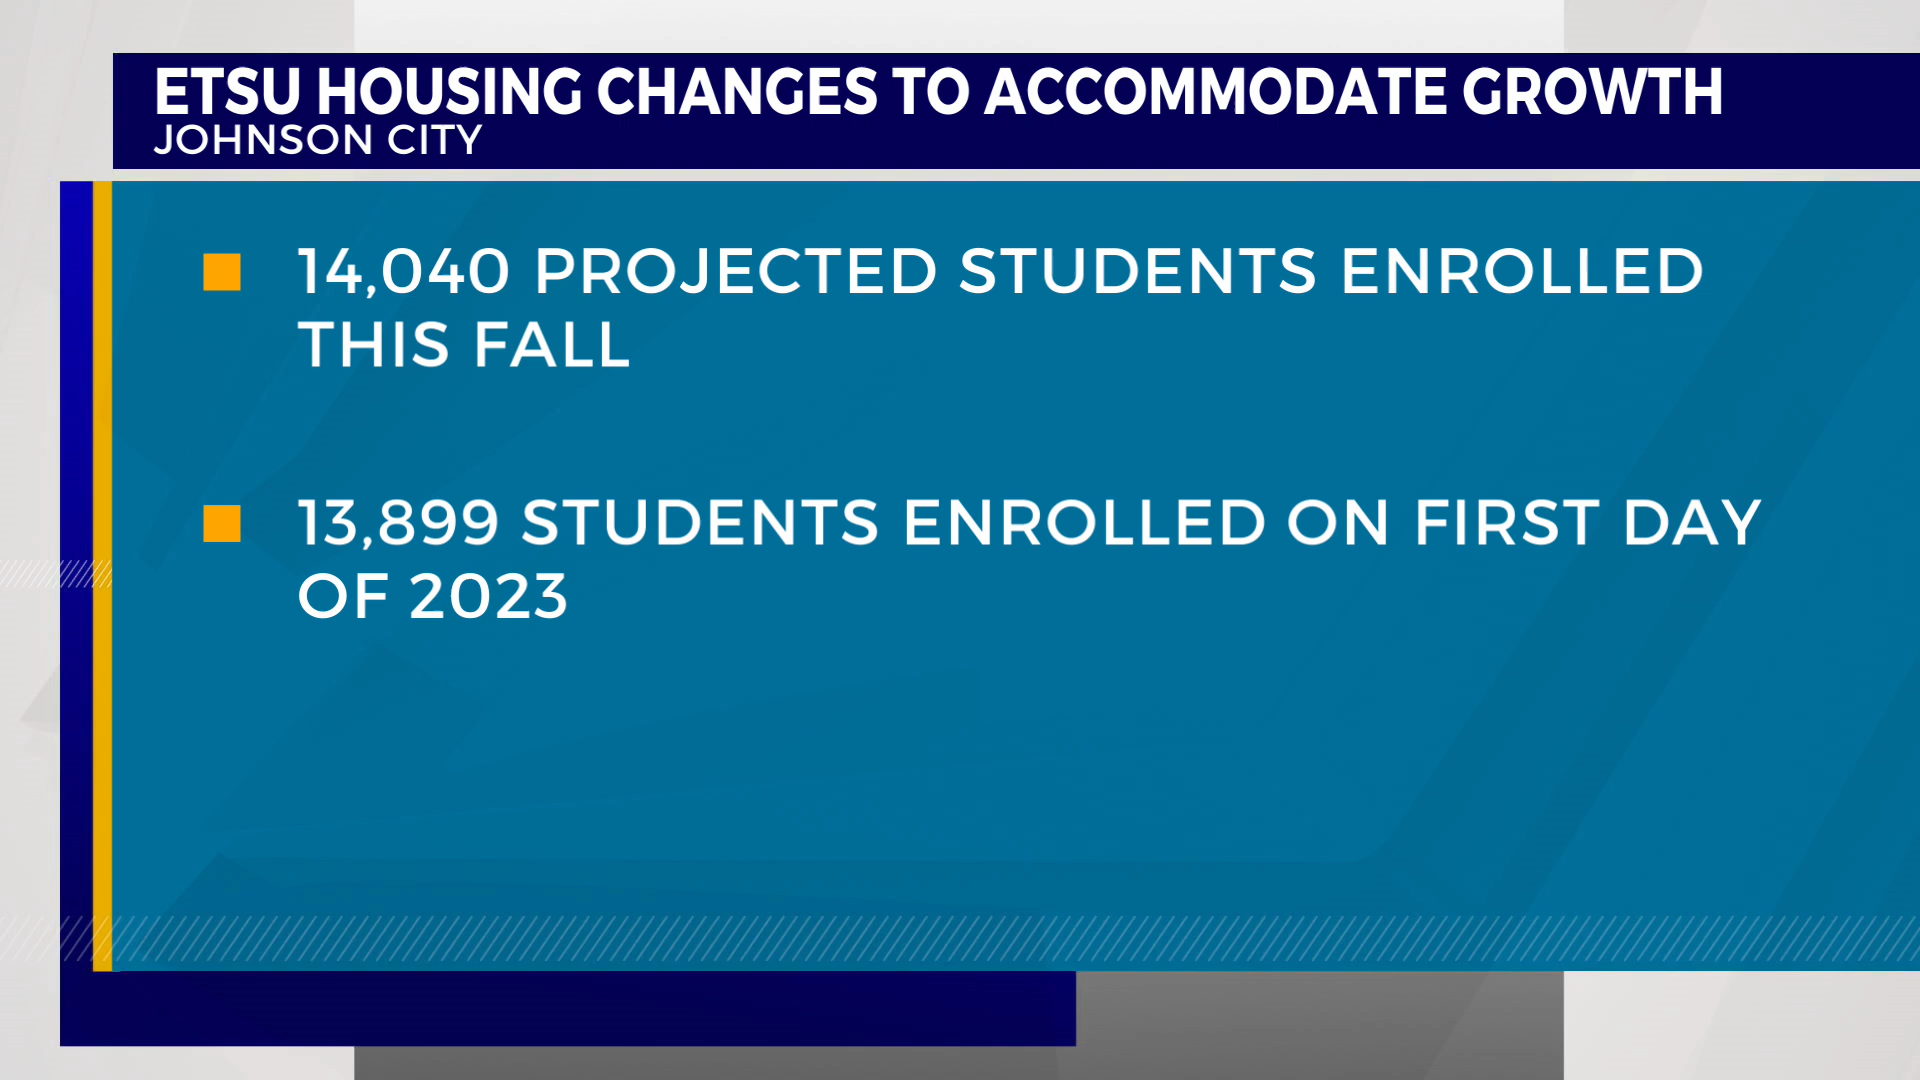 ETSU HOUSING CHANGES TO ACCOMMODATE GROWTH
JOHNSON CITY
14,040 PROJECTED STUDENTS ENROLLED
THIS FALL
13,899 STUDENTS ENROLLED ON FIRST DAY
OF 2023